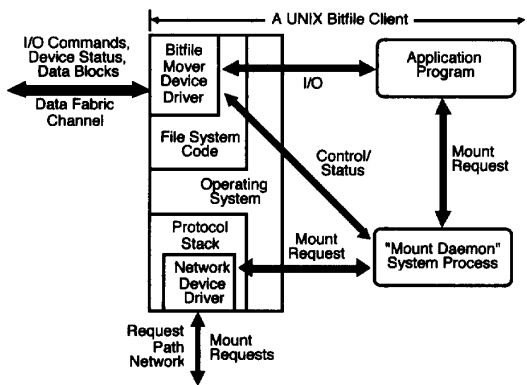 A UNIX Bitfile Client
I/O Commands,
Device Status,
Data Blocks
Data Fabric
Channel
Bitfile
Mover
Device
Driver
I/O
Application
Program
File System
Code
Control/
Status
Mount
Request
Operating
System
Protocol
Stack
Mount
Request
"Mount Daemon"
System Process
Network
Device
Driver
Request
Path
Network
Mount
Requests